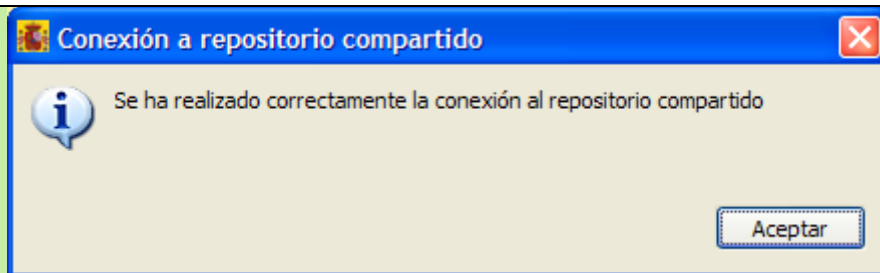 Conexión a repositorio compartido
Se ha realizado correctamente la conexión al repositorio compartido
Aceptar